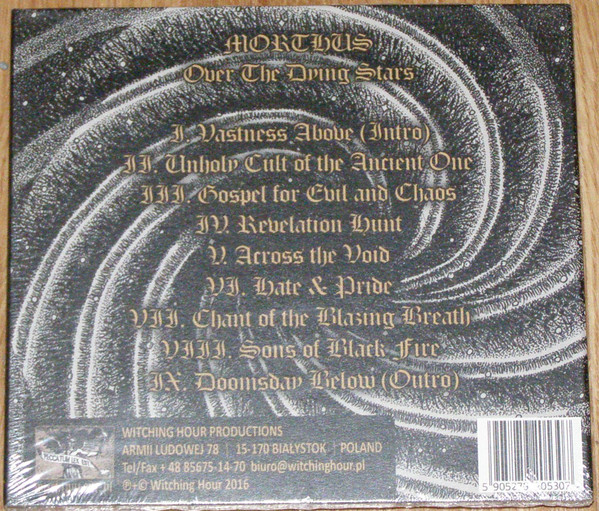 MORTHUS
Over The Dying Stars
I. Vastness Above (Intro)
II. Unholy Cult of the Ancient One
III. Gospel for Evil and Chaos
IV. Revelation Hunt
V. Across the Void
VI. Hate & Pride
VII. Chant of the Blazing Breath
VIII. Sons of Black Fire
IX. Doomsday Below (Outro)
WITCHING HOUR PRODUCTIONS
ARMII LUDOWEJ 78 | 15-170 BIAŁYSTOK | POLAND
Tel/Fax + 48 85675-14-70 biuro@witchinghour.pl
℗+© Witching Hour 2016